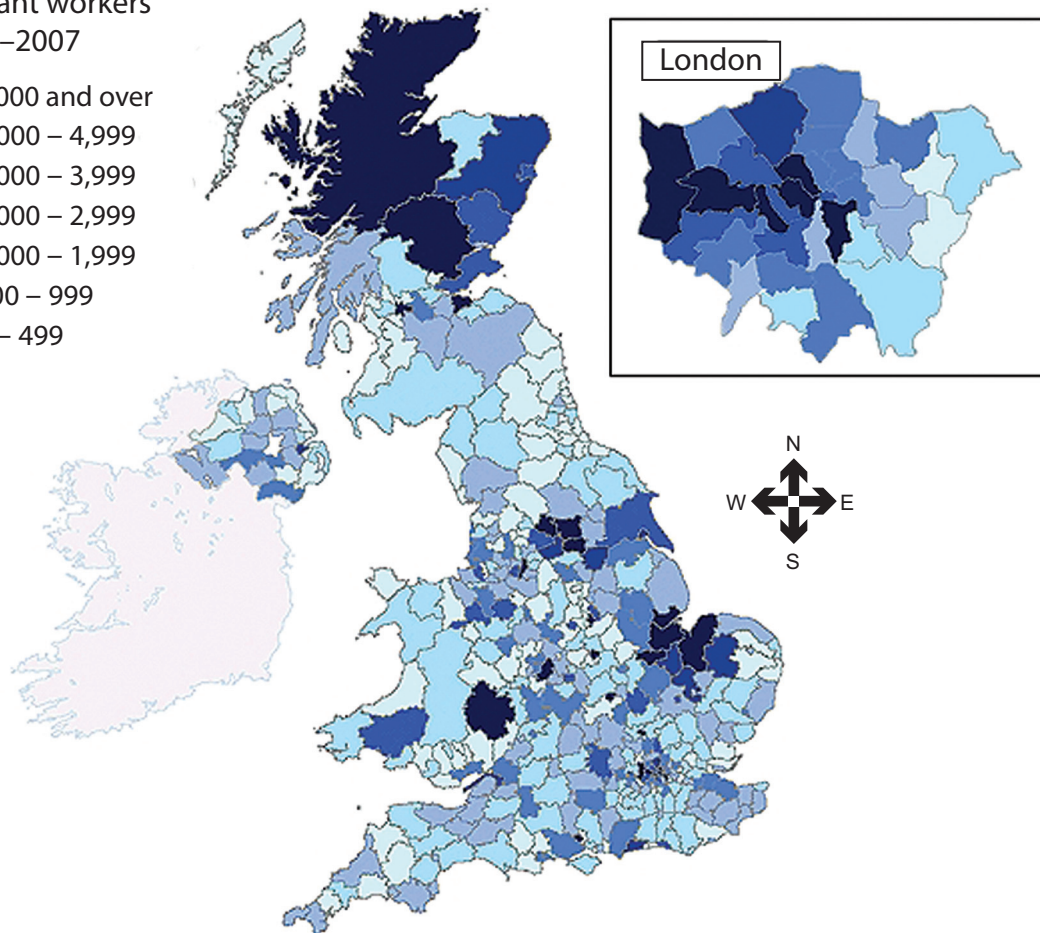 ant workers
–2007
000 and over
000 – 4,999
000 – 3,999
000 – 2,999
000 – 1,999
00 – 999
– 499
London
N
W E
S